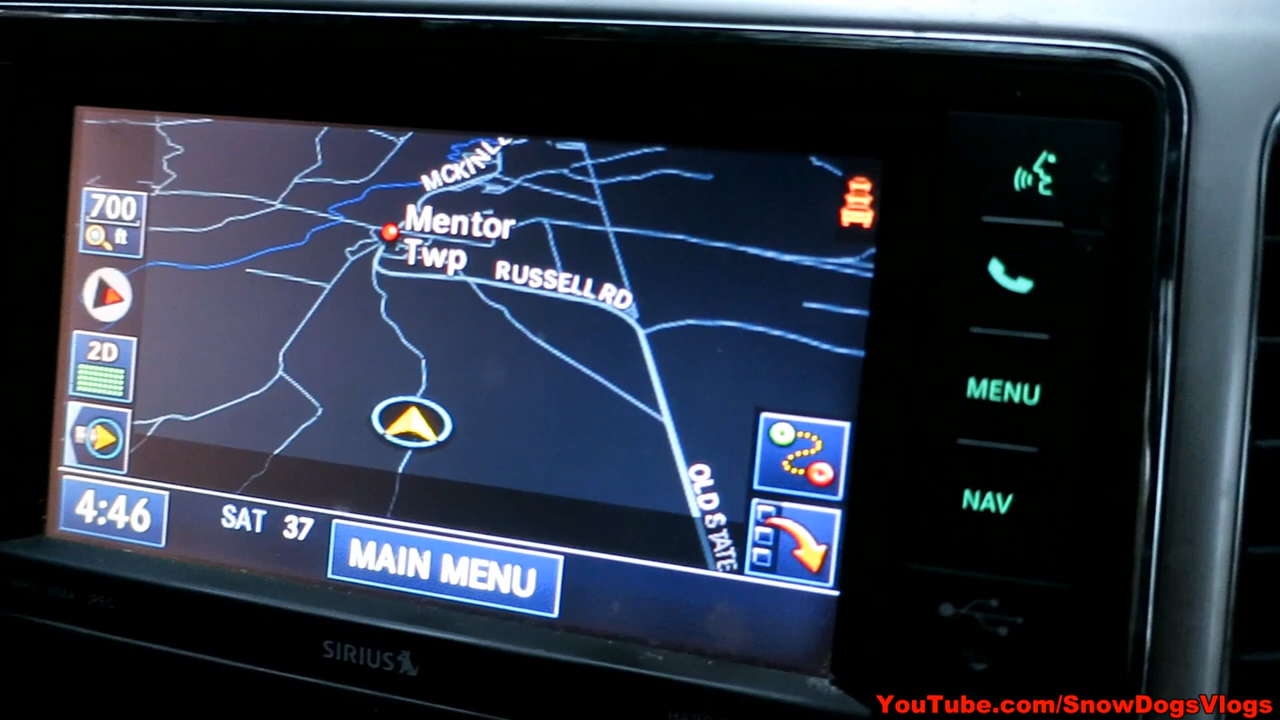 MCKINLE
700
ft
Mentor
Twp
RUSSELL RD
2D
MENU
NAV
OLD STATE
4:46
SAT 37
MAIN MENU
SIRIUS
YouTube.com/SnowDogsVlogs